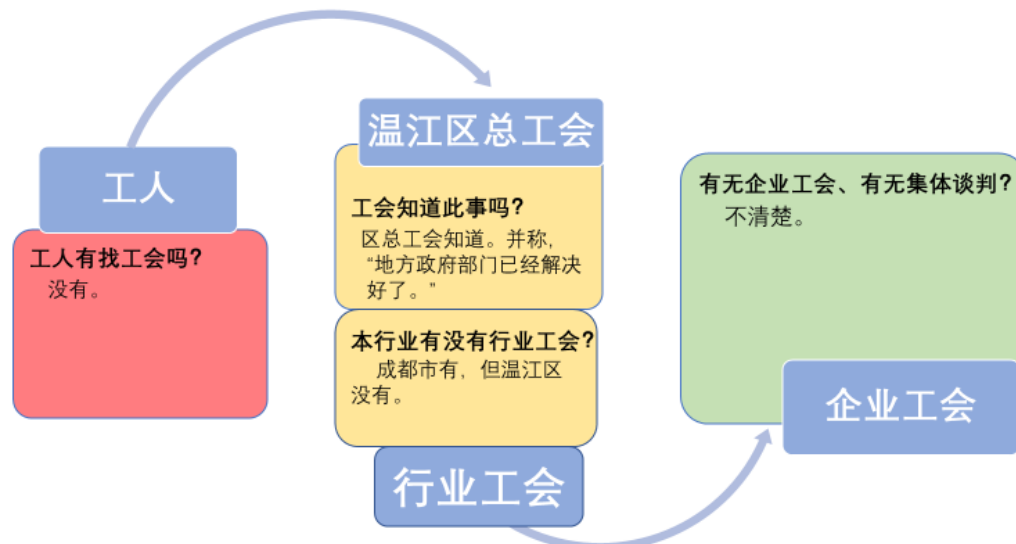 工人
工人有找工会吗？
没有。
温江区总工会
工会知道此事吗？
区总工会知道。并称，
“地方政府部门已经解决
好了。”
本行业有没有行业工会？
成都市有，但温江区
没有。
行业工会
有无企业工会、有无集体谈判？
不清楚。
企业工会